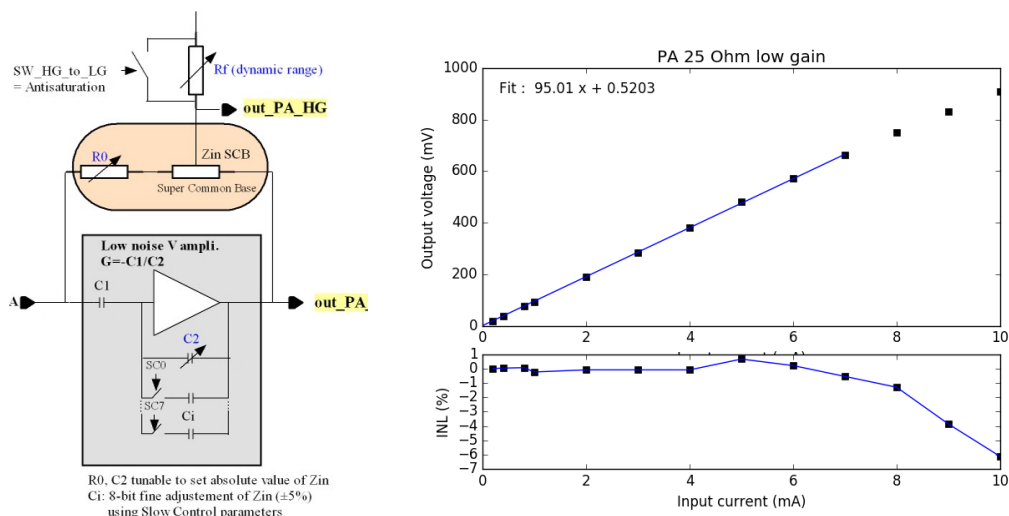 SW_HG_to_LG
= Antisaturation
Rf (dynamic range)
out_PA_HG
R0
Zin SCB
Super Common Base
Low noise V ampli.
G=-C1/C2
A
C1
out_PA_
C2
SC0
SC7
Ci
R0, C2 tunable to set absolute value of Zin
Ci: 8-bit fine adjustement of Zin (±5%)
using Slow Control parameters
PA 25 Ohm low gain
Fit : 95.01 x + 0.5203
Output voltage (mV)
1000
800
600
400
200
0
0 2 4 6 8 10
INL (%)
1
0
−1
−2
−3
−4
−5
−6
−7
0 2 4 6 8 10
Input current (mA)